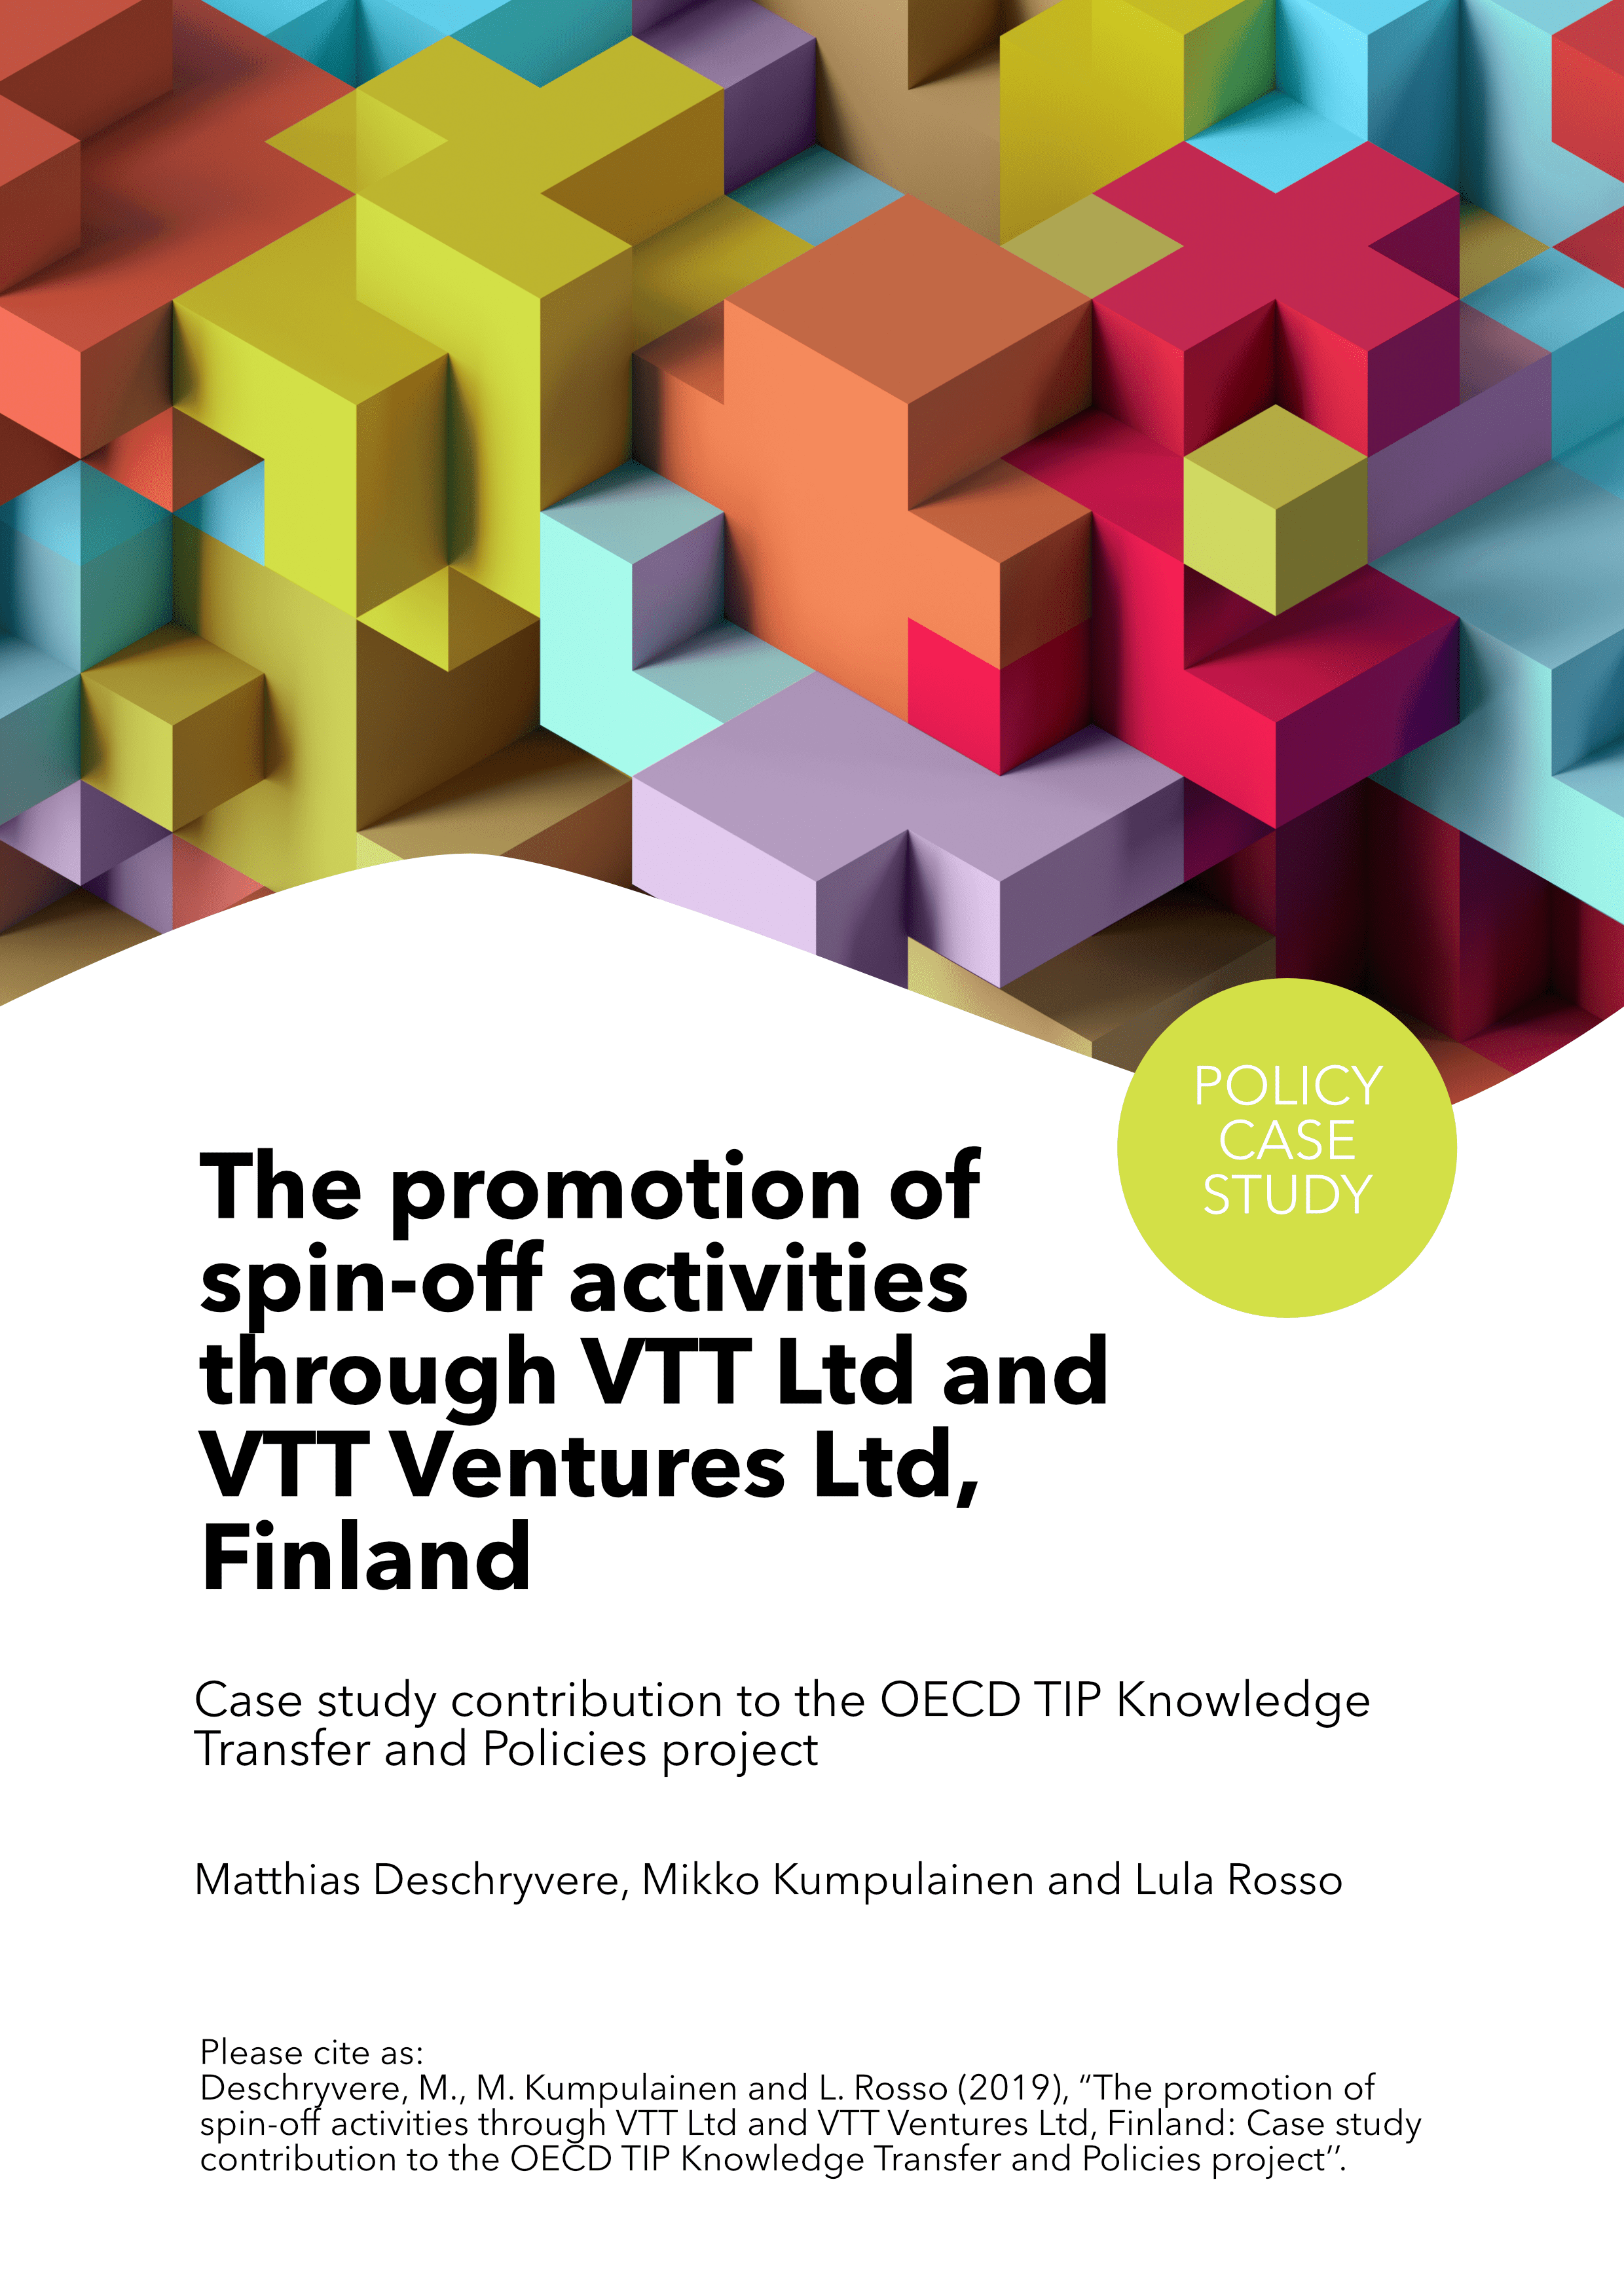 POLICY
CASE
STUDY
The promotion of
spin-off activities
through VTT Ltd and
VTT Ventures Ltd,
Finland
Case study contribution to the OECD TIP Knowledge
Transfer and Policies project
Matthias Deschryvere, Mikko Kumpulainen and Lula Rosso
Please cite as:
Deschryvere, M., M. Kumpulainen and L. Rosso (2019), “The promotion of
spin-off activities through VTT Ltd and VTT Ventures Ltd, Finland: Case study
contribution to the OECD TIP Knowledge Transfer and Policies project’’.